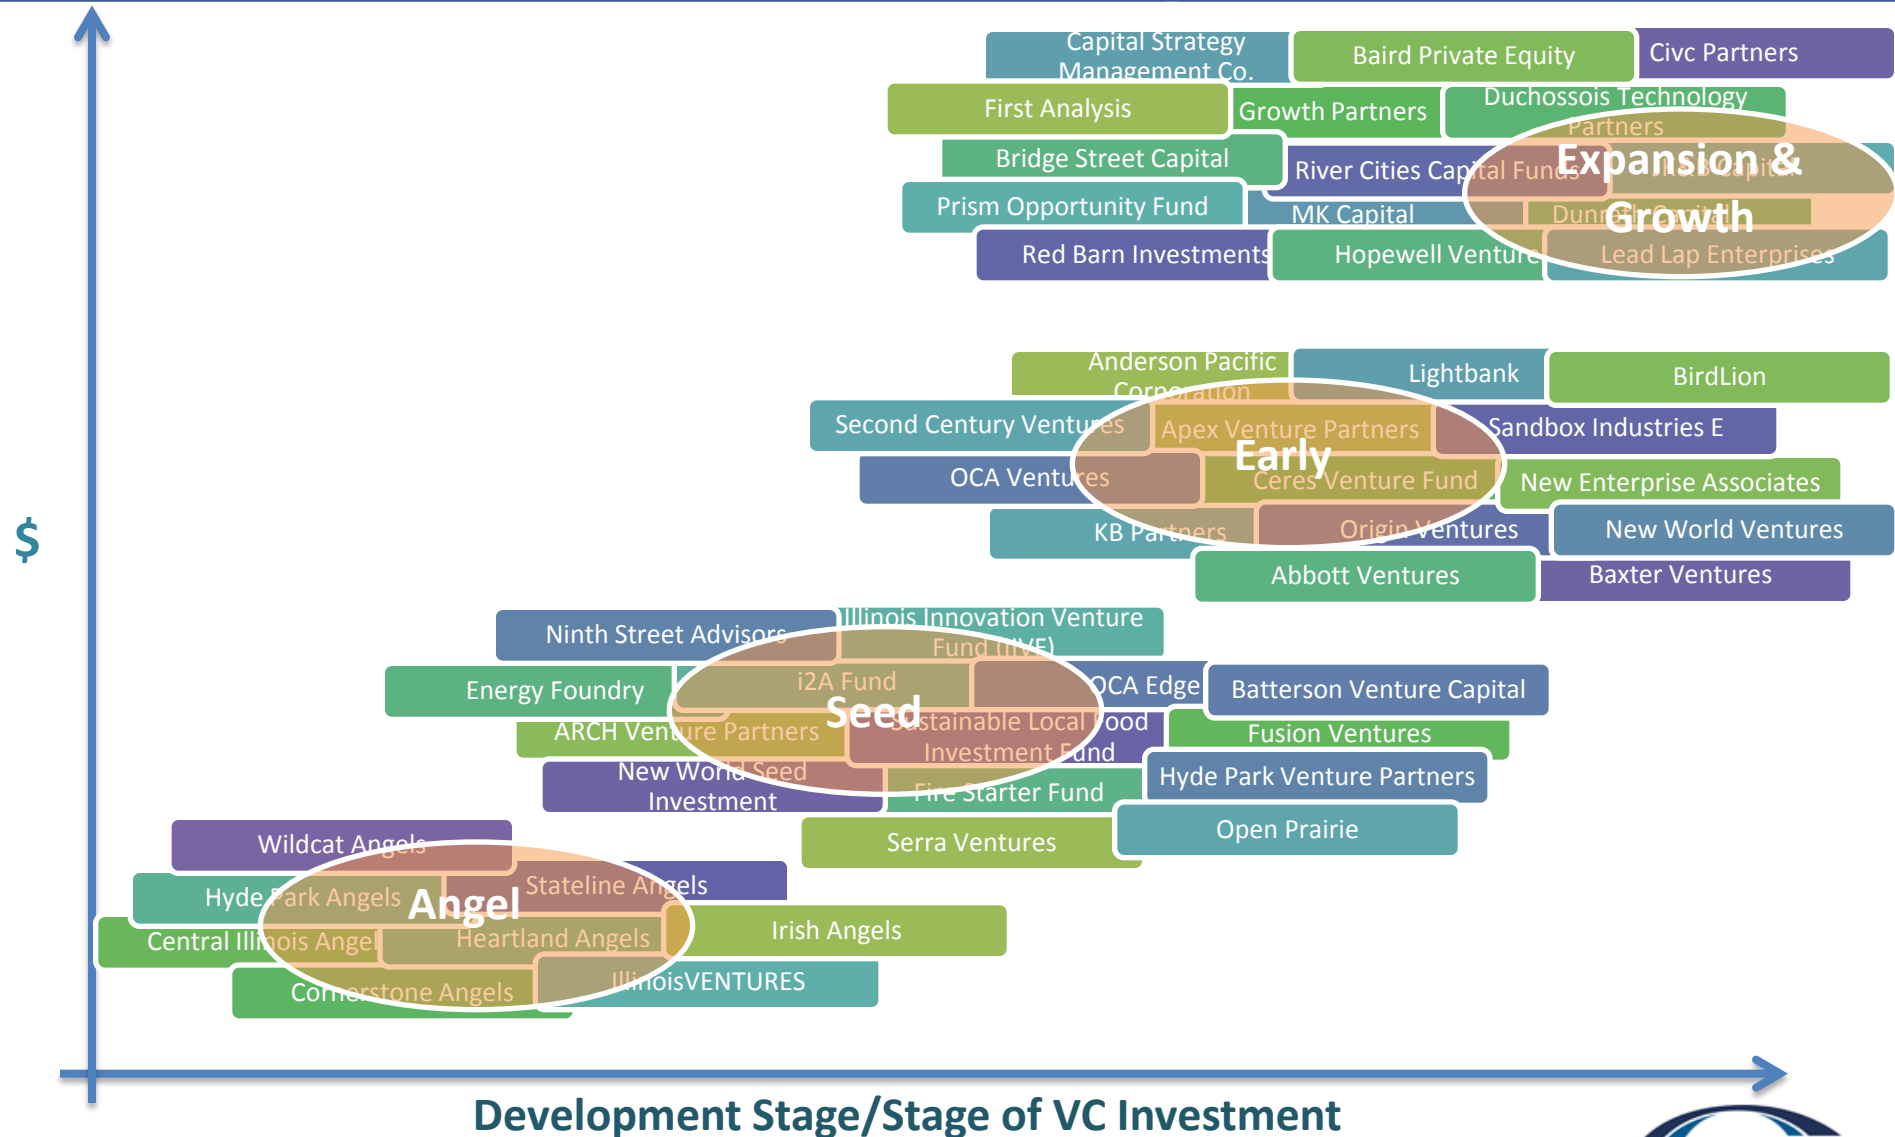 Capital Strategy
Management Co.
Baird Private Equity
Civc Partners
First Analysis
Growth Partners
Duchossois Technology
Partners
Bridge Street Capital
River Cities Capital Funds
JK&B Capital
Expansion &
Growth
Prism Opportunity Fund
MK Capital
Dunrath Capital
Red Barn Investments
Hopewell Venture
Lead Lap Enterprises
Anderson Pacific
Corporation
Lightbank
BirdLion
Second Century Ventures
Apex Venture Partners
Sandbox Industries E
Early
OCA Ventures
Ceres Venture Fund
New Enterprise Associates
$
KB Partners
Origin Ventures
New World Ventures
Abbott Ventures
Baxter Ventures
Ninth Street Advisors
Illinois Innovation Venture
Fund (IIVF)
Energy Foundry
i2A Fund
OCA Edge
Batterson Venture Capital
Seed
ARCH Venture Partners
Sustainable Local Food
Investment Fund
Fusion Ventures
New World Seed
Investment
Fire Starter Fund
Hyde Park Venture Partners
Serra Ventures
Open Prairie
Wildcat Angels
Hyde Park Angels
Stateline Angels
Angel
Central Illinois Angel
Heartland Angels
Irish Angels
Cornerstone Angels
IllinoisVENTURES
Development Stage/Stage of VC Investment